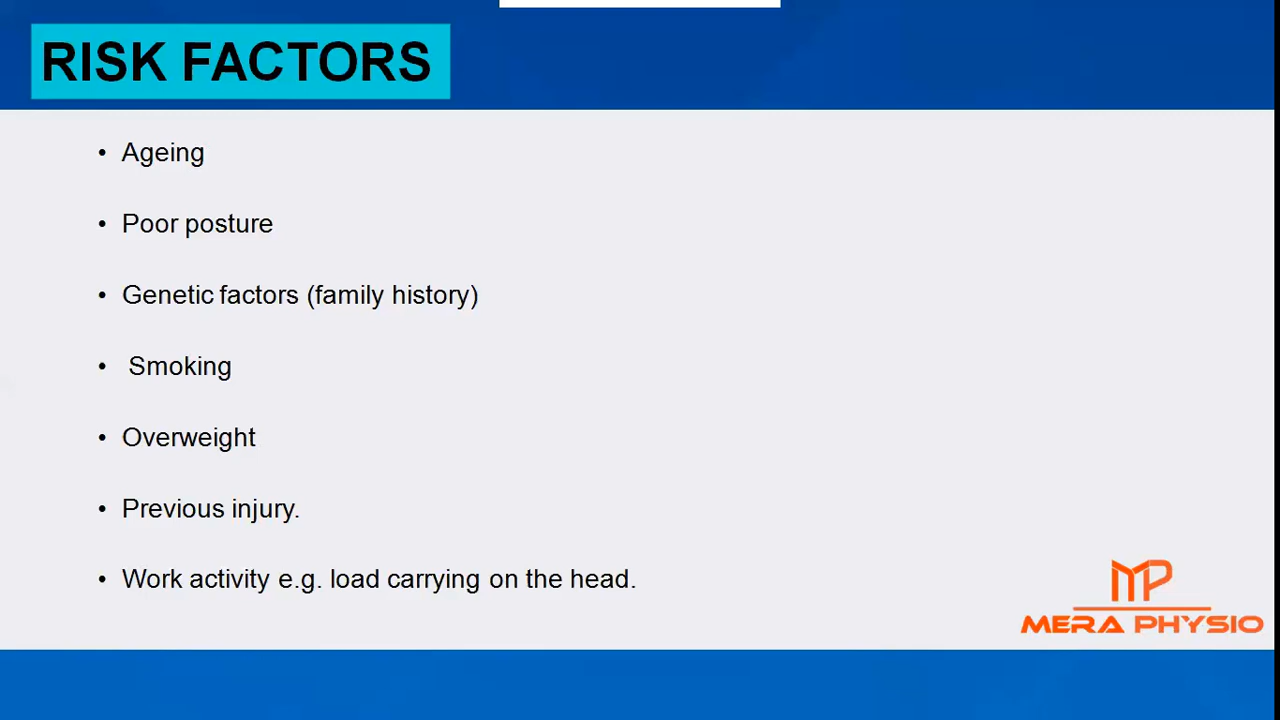 RISK FACTORS
• Ageing
• Poor posture
• Genetic factors (family history)
• Smoking
• Overweight
• Previous injury.
• Work activity e.g. load carrying on the head.
MP
MERA PHYSIO